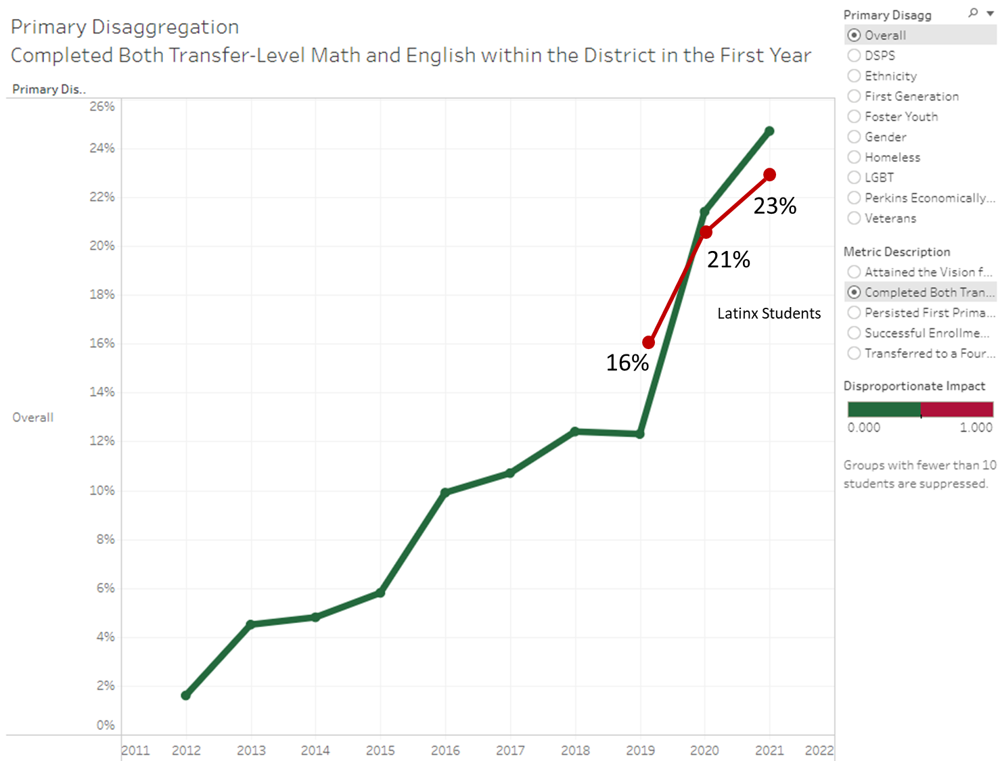 Primary Disaggregation
Completed Both Transfer-Level Math and English within the District in the First Year
Primary Dis..
26%
24%
22%
20%
18%
16%
14%
12%
10%
8%
6%
4%
2%
0%
Overall
23%
21%
Latinx Students
16%
2011 2012 2013 2014 2015 2016 2017 2018 2019 2020 2021 2022
Primary Disagg
Overall
DSPS
Ethnicity
First Generation
Foster Youth
Gender
Homeless
LGBT
Perkins Economically...
Veterans
Metric Description
Attained the Vision f...
Completed Both Tran...
Persisted First Prima...
Successful Enrollme...
Transferred to a Four...
Disproportionate Impact
0.000 1.000
Groups with fewer than 10
students are suppressed.